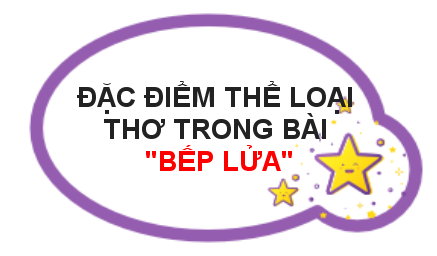 ĐẶC ĐIỂM THỂ LOẠI
THƠ TRONG BÀI
"BẾP LỬA"